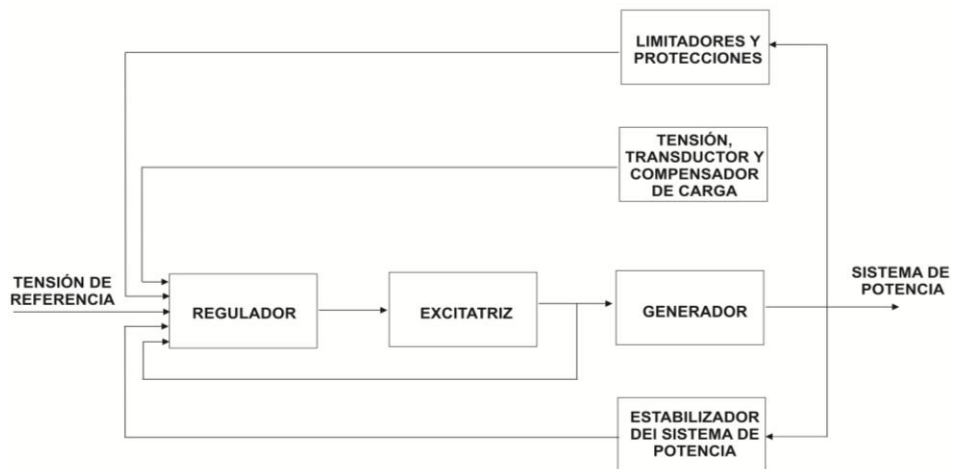 LIMITADORES Y
PROTECCIONES
TENSIÓN,
TRANSDUCTOR Y
COMPENSADOR
DE CARGA
TENSIÓN DE
REFERENCIA
REGULADOR
EXCITATRIZ
GENERADOR
SISTEMA DE
POTENCIA
ESTABILIZADOR
DEl SISTEMA DE
POTENCIA